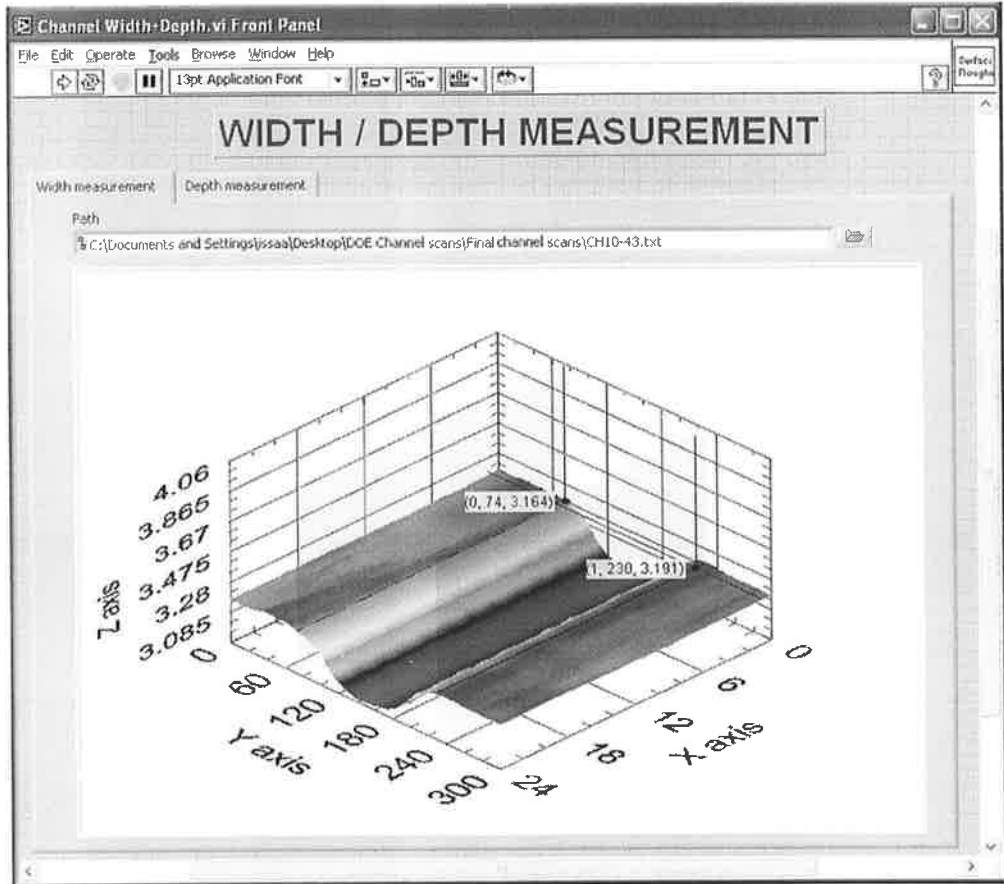 Channel Width+Depth.vi Front Panel
File Edit Operate Tools Browse Window Help
13pt Application Font
WIDTH / DEPTH MEASUREMENT
Width measurement Depth measurement
Path
C:\Documents and Settings\jissaa\Desktop\DOE Channel scans\Final channel scans\CH10-43.txt
4.06
3.865
3.67
3.475
3.28
3.085
Z axis
(0, 74, 3.164)
(1, 230, 3.191)
0
60
120
180
240
300
Y axis
0
6
12
18
24
X axis